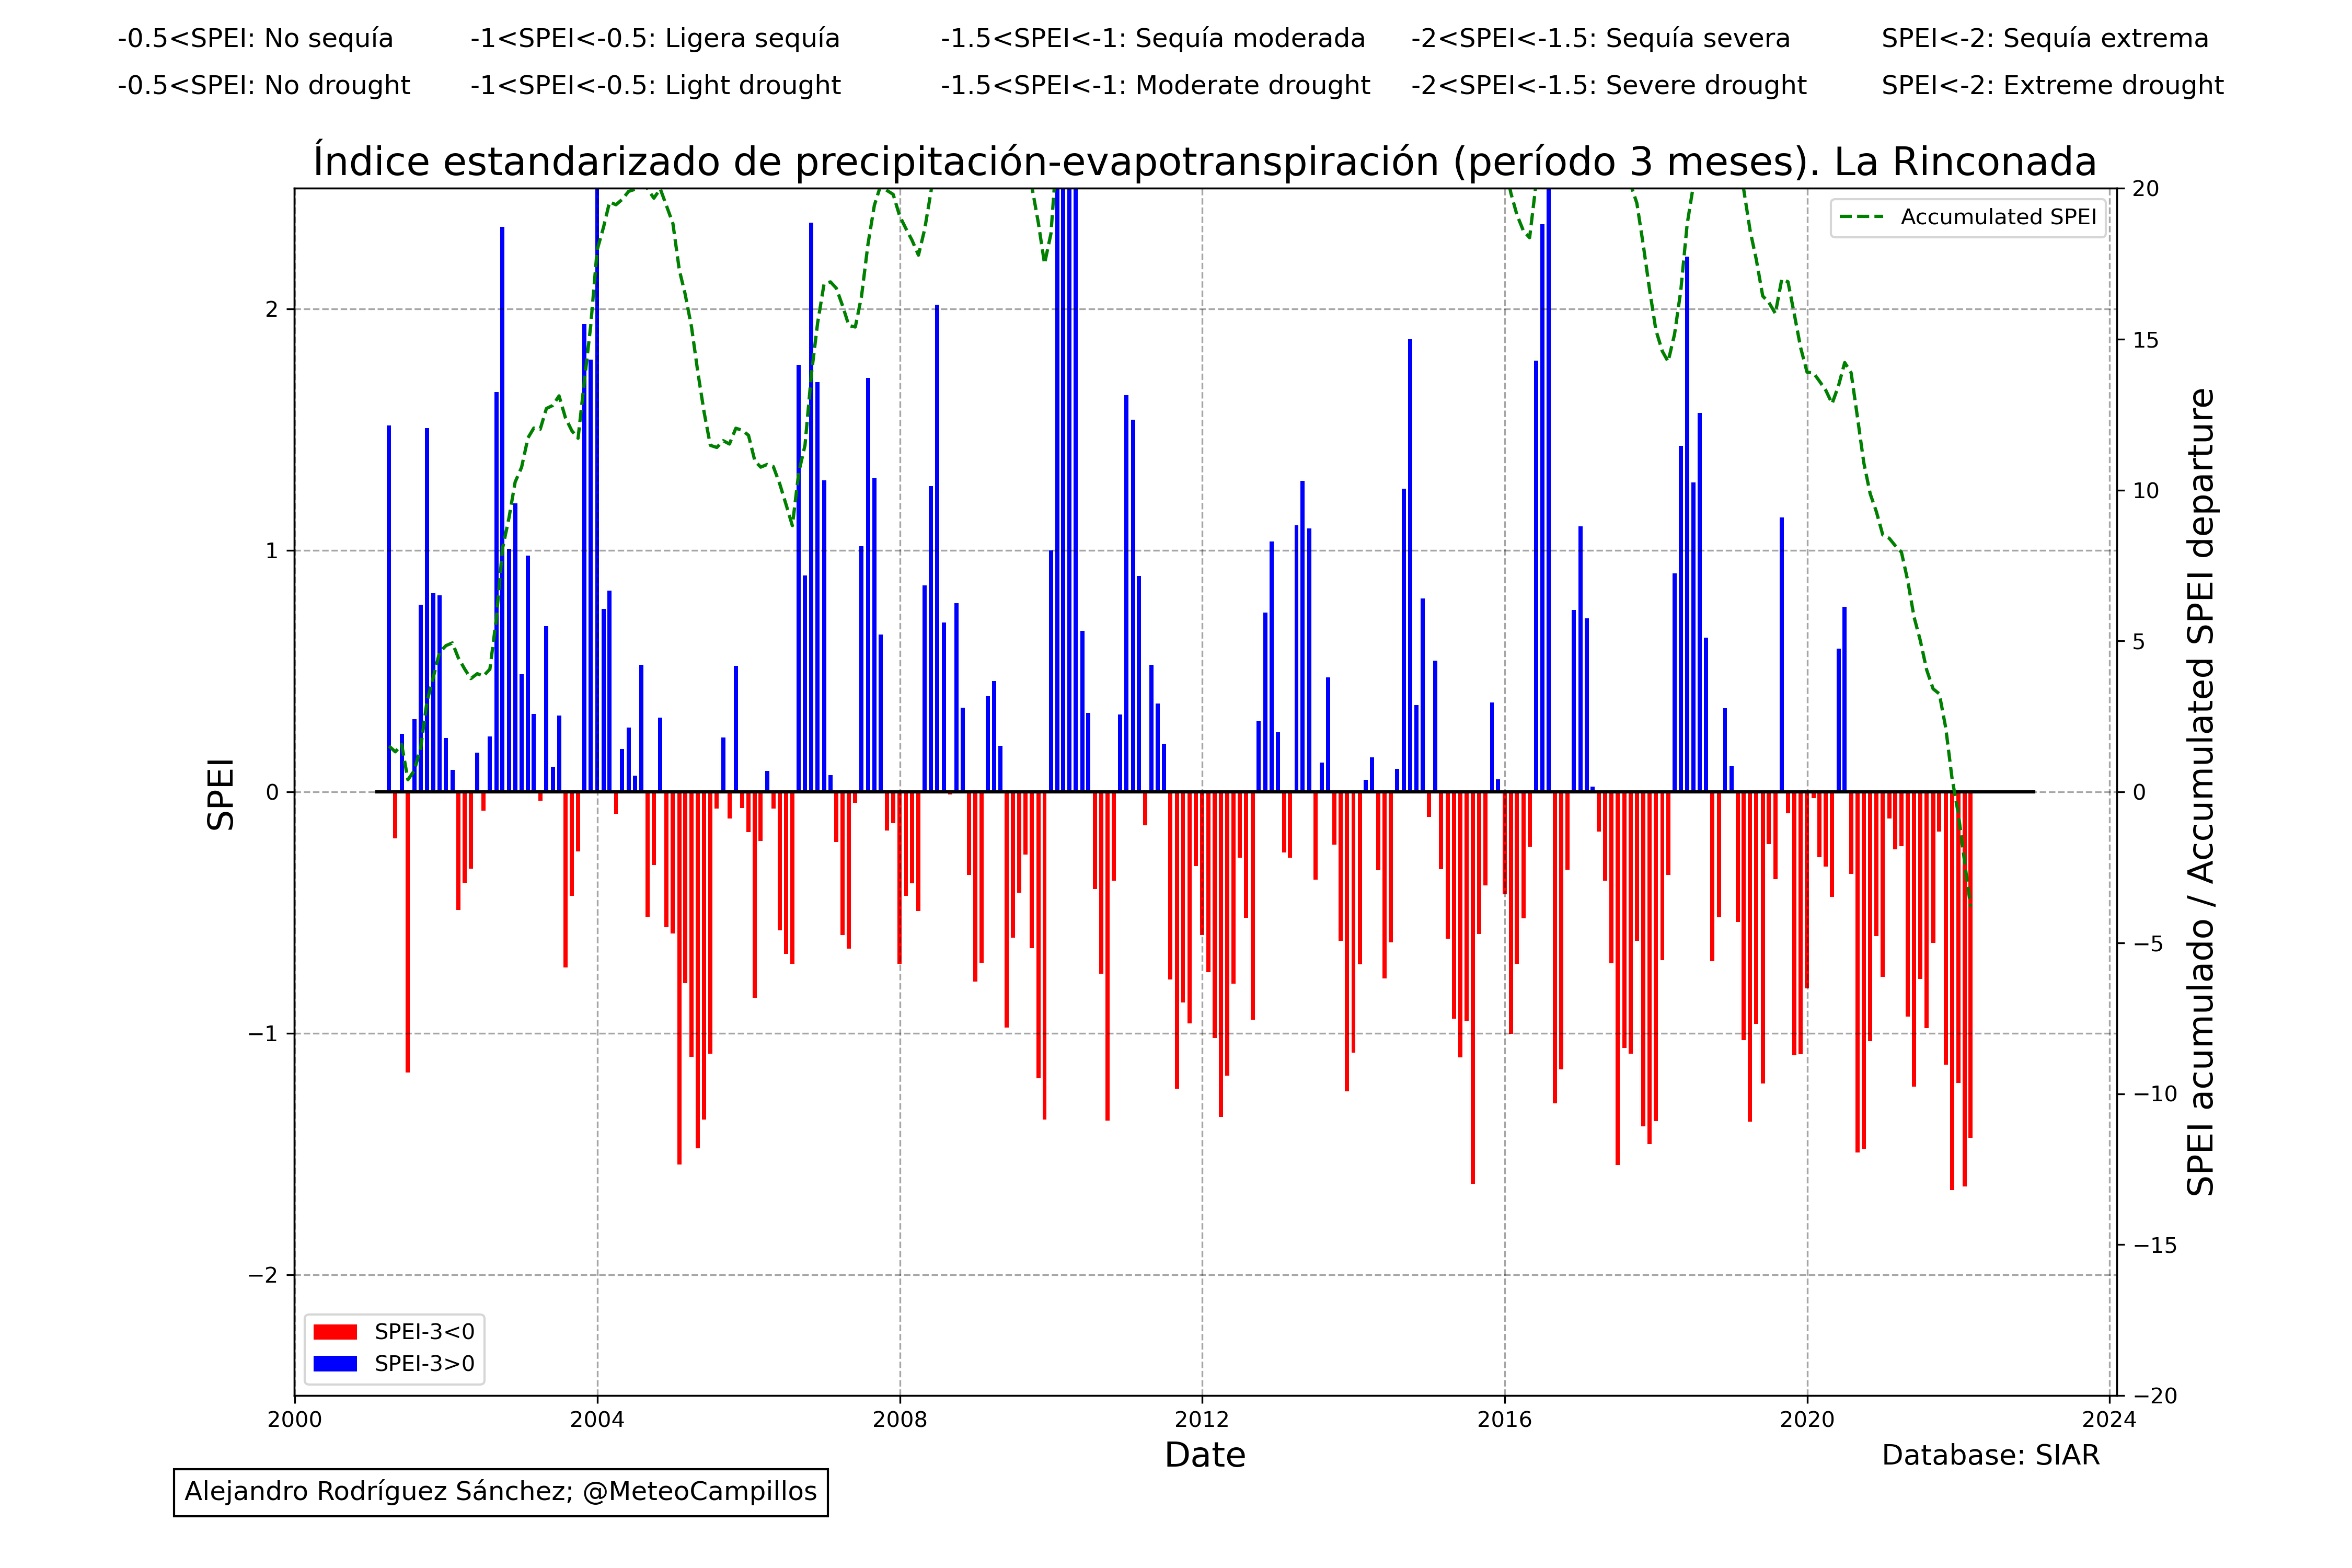 -0.5<SPEI: No sequía -1<SPEI<-0.5: Ligera sequía -1.5<SPEI<-1: Sequía moderada -2<SPEI<-1.5: Sequía severa SPEI<-2: Sequía extrema
-0.5<SPEI: No drought -1<SPEI<-0.5: Light drought -1.5<SPEI<-1: Moderate drought -2<SPEI<-1.5: Severe drought SPEI<-2: Extreme drought
Índice estandarizado de precipitación-evapotranspiración (período 3 meses). La Rinconada
Accumulated SPEI
SPEI
2
1
0
−1
−2
20
15
10
5
0
−5
−10
−15
−20
SPEI acumulado / Accumulated SPEI departure
SPEI-3<0
SPEI-3>0
2000 2004 2008 2012 2016 2020 2024
Date
Database: SIAR
Alejandro Rodríguez Sánchez; @MeteoCampillos